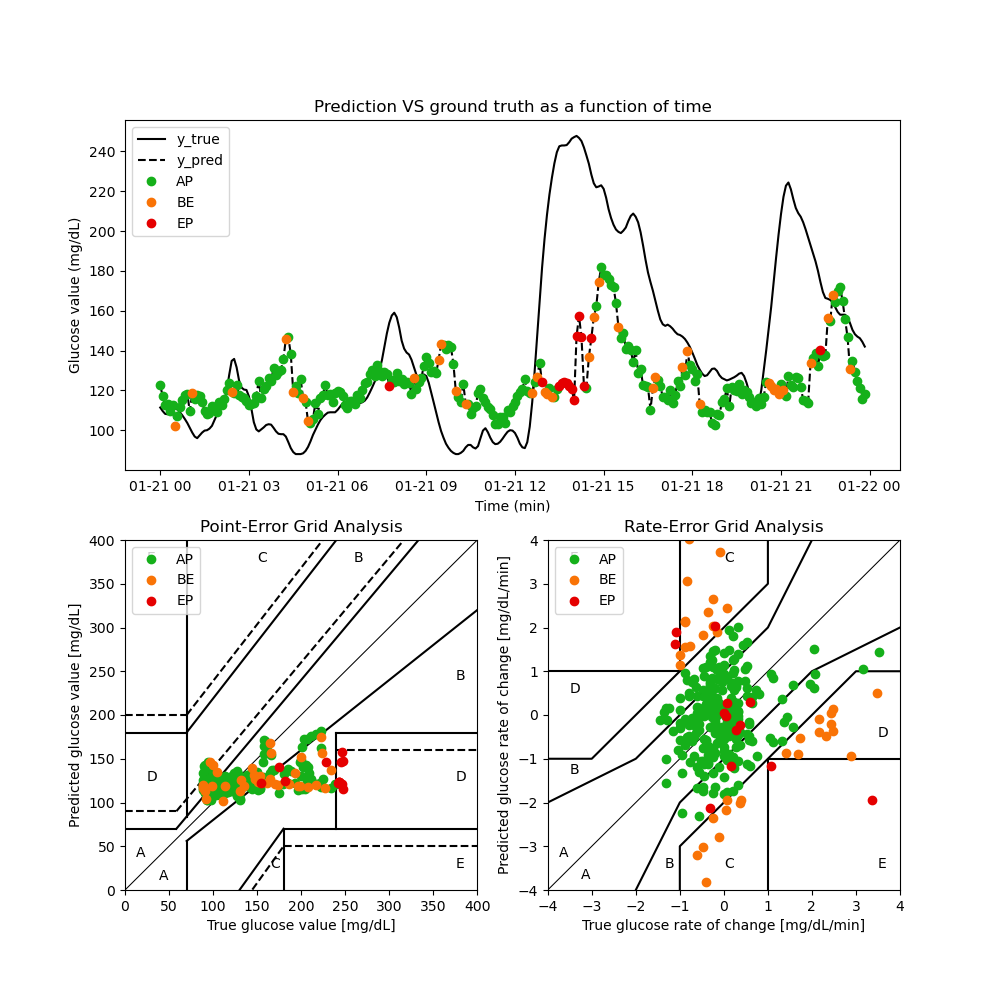 Prediction VS ground truth as a function of time
y_true
y_pred
AP
BE
EP
Glucose value (mg/dL)
240
220
200
180
160
140
120
100
01-21 00
01-21 03
01-21 06
01-21 09
01-21 12
01-21 15
01-21 18
01-21 21
01-22 00
Time (min)
Point-Error Grid Analysis
AP
BE
EP
C
B
B
D
D
A
A
C
E
Predicted glucose value [mg/dL]
400
350
300
250
200
150
100
50
0
0
50
100
150
200
250
300
350
400
True glucose value [mg/dL]
Rate-Error Grid Analysis
AP
BE
EP
C
D
D
B
A
A
B
C
E
Predicted glucose rate of change [mg/dL/min]
4
3
2
1
0
−1
−2
−3
−4
−4
−3
−2
−1
0
1
2
3
4
True glucose rate of change [mg/dL/min]